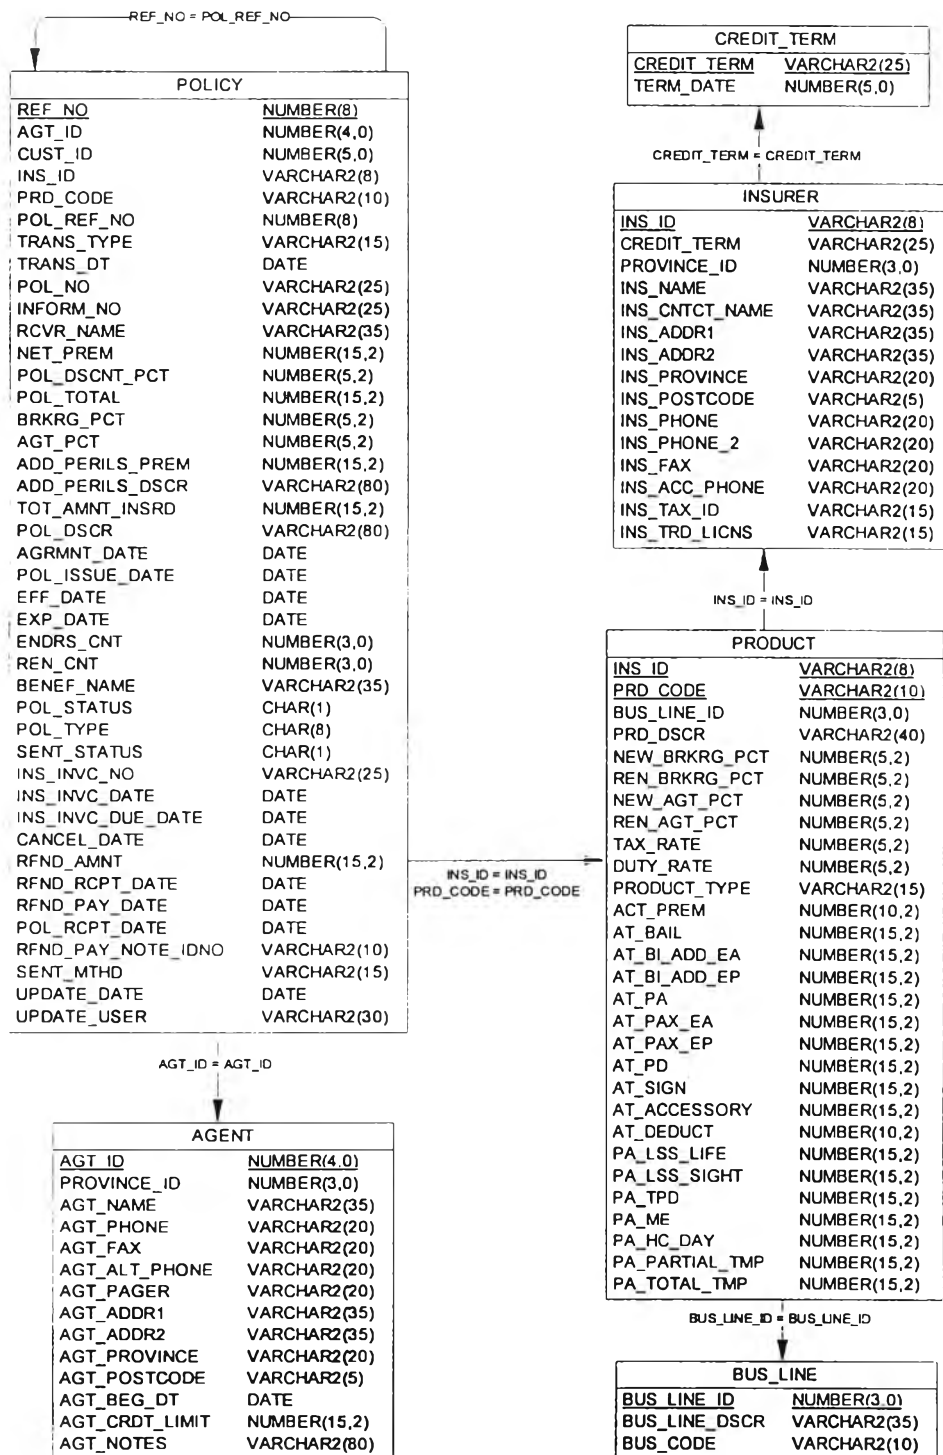 REF_NO = POL_REF_NO
POLICY
REF_NO NUMBER(8)
AGT_ID NUMBER(4,0)
CUST_ID NUMBER(5,0)
INS_ID VARCHAR2(8)
PRD_CODE VARCHAR2(10)
POL_REF_NO NUMBER(8)
TRANS_TYPE VARCHAR2(15)
TRANS_DT DATE
POL_NO VARCHAR2(25)
INFORM_NO VARCHAR2(25)
RCVR_NAME VARCHAR2(35)
NET_PREM NUMBER(15,2)
POL_DSCNT_PCT NUMBER(5,2)
POL_TOTAL NUMBER(15,2)
BRKRG_PCT NUMBER(5,2)
AGT_PCT NUMBER(5,2)
ADD_PERILS_PREM NUMBER(15,2)
ADD_PERILS_DSCR VARCHAR2(80)
TOT_AMNT_INSRD NUMBER(15,2)
POL_DSCR VARCHAR2(80)
AGRMNT_DATE DATE
POL_ISSUE_DATE DATE
EFF_DATE DATE
EXP_DATE DATE
ENDRS_CNT NUMBER(3,0)
REN_CNT NUMBER(3,0)
BENEF_NAME VARCHAR2(35)
POL_STATUS CHAR(1)
POL_TYPE CHAR(8)
SENT_STATUS CHAR(1)
INS_INVC_NO VARCHAR2(25)
INS_INVC_DATE DATE
INS_INVC_DUE_DATE DATE
CANCEL_DATE DATE
RFND_AMNT NUMBER(15,2)
RFND_RCPT_DATE DATE
RFND_PAY_DATE DATE
POL_RCPT_DATE DATE
RFND_PAY_NOTE_IDNO VARCHAR2(10)
SENT_MTHD VARCHAR2(15)
UPDATE_DATE DATE
UPDATE_USER VARCHAR2(30)
AGT_ID = AGT_ID
AGENT
AGT_ID NUMBER(4,0)
PROVINCE_ID NUMBER(3,0)
AGT_NAME VARCHAR2(35)
AGT_PHONE VARCHAR2(20)
AGT_FAX VARCHAR2(20)
AGT_ALT_PHONE VARCHAR2(20)
AGT_PAGER VARCHAR2(20)
AGT_ADDR1 VARCHAR2(35)
AGT_ADDR2 VARCHAR2(35)
AGT_PROVINCE VARCHAR2(20)
AGT_POSTCODE VARCHAR2(5)
AGT_BEG_DT DATE
AGT_CRDT_LIMIT NUMBER(15,2)
AGT_NOTES VARCHAR2(80)
INS_ID = INS_ID
PRD_CODE = PRD_CODE
CREDIT_TERM
CREDIT_TERM VARCHAR2(25)
TERM_DATE NUMBER(5,0)
CREDIT_TERM = CREDIT_TERM
INSURER
INS_ID VARCHAR2(8)
CREDIT_TERM VARCHAR2(25)
PROVINCE_ID NUMBER(3,0)
INS_NAME VARCHAR2(35)
INS_CNTCT_NAME VARCHAR2(35)
INS_ADDR1 VARCHAR2(35)
INS_ADDR2 VARCHAR2(35)
INS_PROVINCE VARCHAR2(20)
INS_POSTCODE VARCHAR2(5)
INS_PHONE VARCHAR2(20)
INS_PHONE_2 VARCHAR2(20)
INS_FAX VARCHAR2(20)
INS_ACC_PHONE VARCHAR2(20)
INS_TAX_ID VARCHAR2(15)
INS_TRD_LICNS VARCHAR2(15)
INS_ID = INS_ID
PRODUCT
INS_ID VARCHAR2(8)
PRD_CODE VARCHAR2(10)
BUS_LINE_ID NUMBER(3,0)
PRD_DSCR VARCHAR2(40)
NEW_BRKRG_PCT NUMBER(5,2)
REN_BRKRG_PCT NUMBER(5,2)
NEW_AGT_PCT NUMBER(5,2)
REN_AGT_PCT NUMBER(5,2)
TAX_RATE NUMBER(5,2)
DUTY_RATE NUMBER(5,2)
PRODUCT_TYPE VARCHAR2(15)
ACT_PREM NUMBER(10,2)
AT_BAIL NUMBER(15,2)
AT_BI_ADD_EA NUMBER(15,2)
AT_BI_ADD_EP NUMBER(15,2)
AT_PA NUMBER(15,2)
AT_PAX_EA NUMBER(15,2)
AT_PAX_EP NUMBER(15,2)
AT_PD NUMBER(15,2)
AT_SIGN NUMBER(15,2)
AT_ACCESSORY NUMBER(15,2)
AT_DEDUCT NUMBER(10,2)
PA_LSS_LIFE NUMBER(15,2)
PA_LSS_SIGHT NUMBER(15,2)
PA_TPD NUMBER(15,2)
PA_ME NUMBER(15,2)
PA_HC_DAY NUMBER(15,2)
PA_PARTIAL_TMP NUMBER(15,2)
PA_TOTAL_TMP NUMBER(15,2)
BUS_LINE_ID = BUS_LINE_ID
BUS_LINE
BUS_LINE_ID NUMBER(3,0)
BUS_LINE_DSCR VARCHAR2(35)
BUS_CODE VARCHAR2(10)